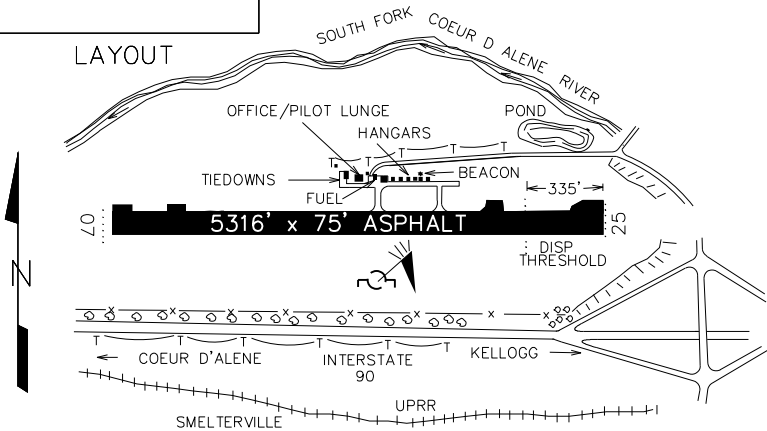 LAYOUT
SOUTH FORK COEUR D ALENE RIVER
OFFICE/PILOT LUNGE
POND
HANGARS
BEACON
TIEDOWNS
FUEL
335'
07
5316' x 75' ASPHALT
25
DISP
THRESHOLD
N
COEUR D'ALENE
INTERSTATE
90
KELLOGG
UPRR
SMELTERVILLE